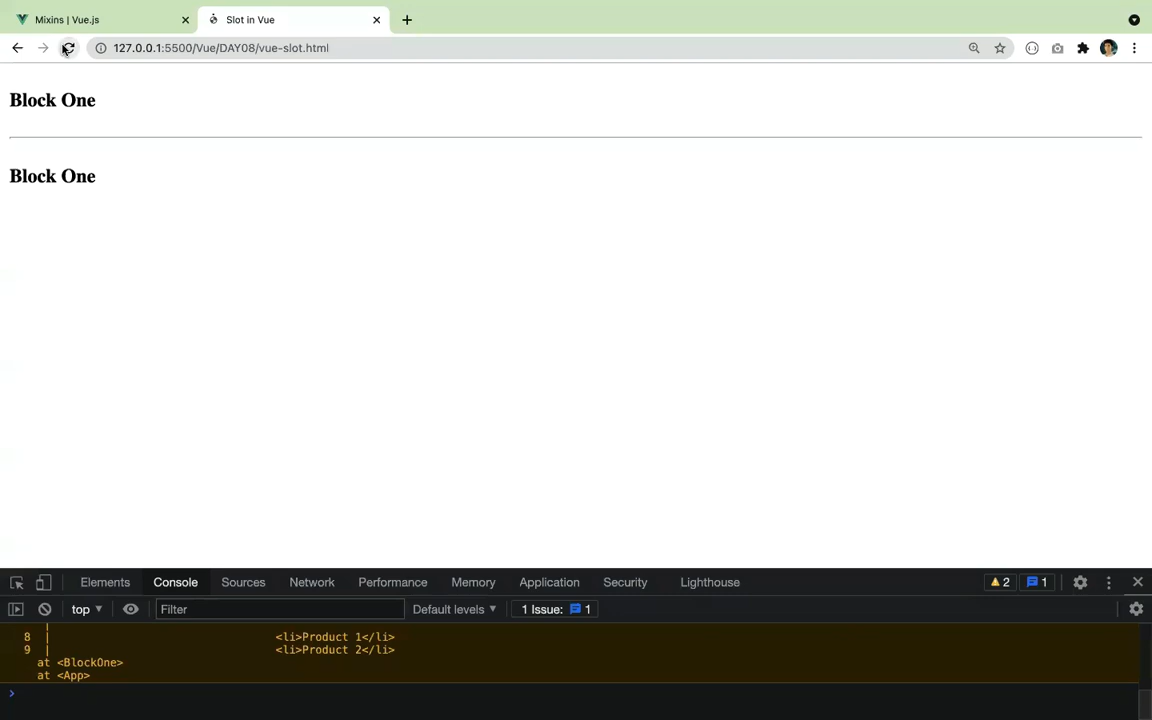 Mixins | Vue.js
Slot in Vue
127.0.0.1:5500/Vue/DAY08/vue-slot.html
Block One
Block One
Elements Console Sources Network Performance Memory Application Security Lighthouse 2 1
top Filter Default levels 1 Issue: 1
8 | <li>Product 1</li>
9 | <li>Product 2</li>
at <BlockOne>
at <App>